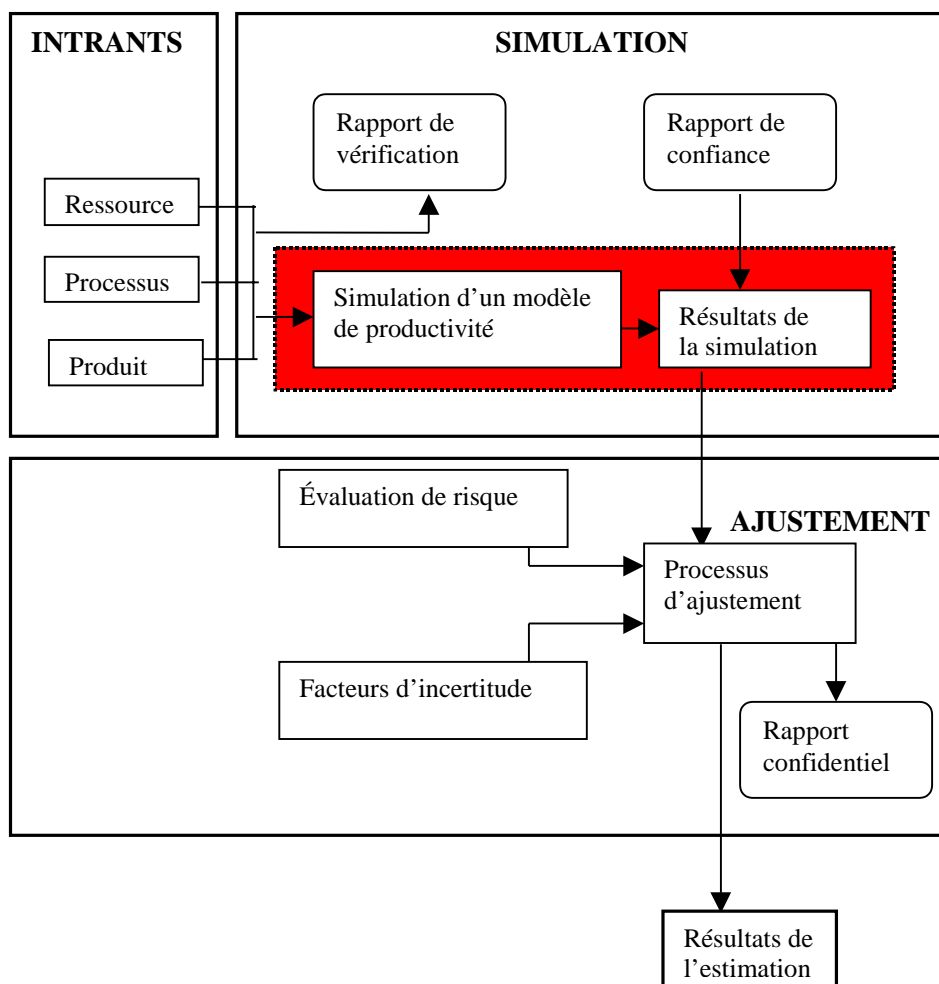 INTRANTS
SIMULATION
Rapport de
vérification
Rapport de
confiance
Ressource
Processus
Produit
Simulation d’un modèle
de productivité
Résultats de
la simulation
Évaluation de risque
AJUSTEMENT
Processus
d’ajustement
Facteurs d’incertitude
Rapport
confidentiel
Résultats de
l’estimation